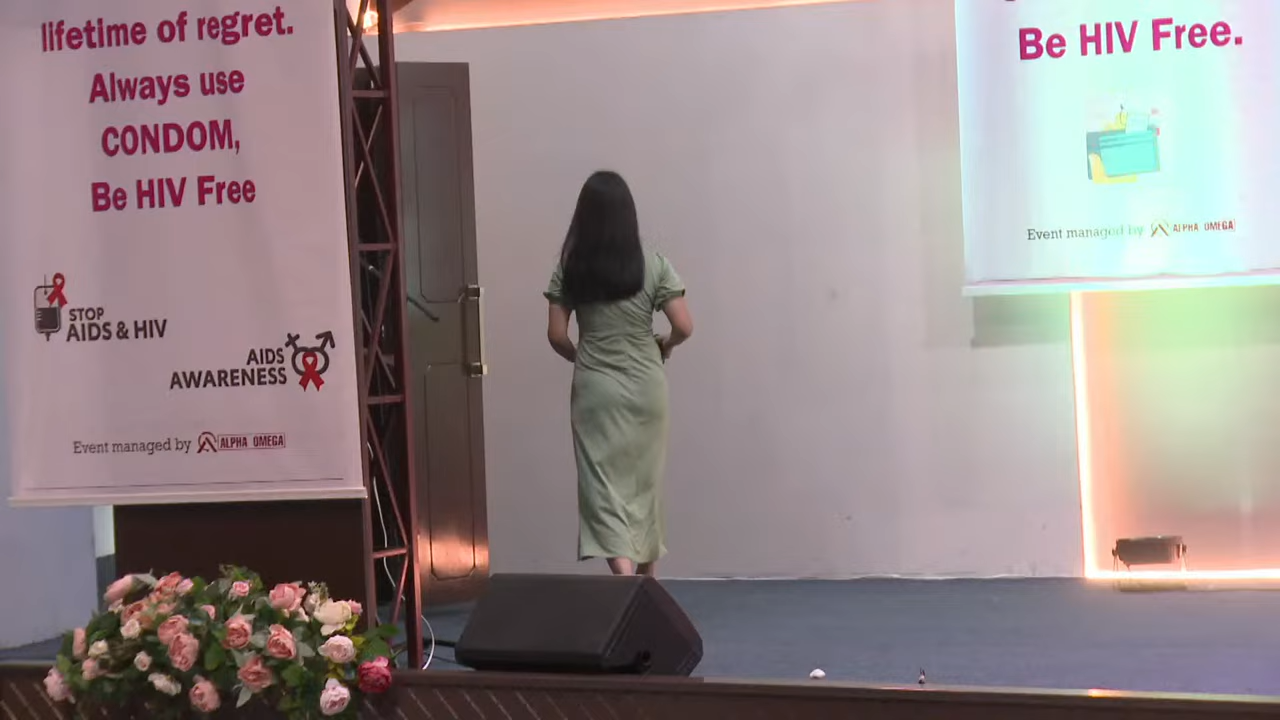 lifetime of regret.
Always use
CONDOM,
Be HIV Free
STOP
AIDS & HIV
AIDS
AWARENESS
Event managed by ALPHA OMEGA
Be HIV Free.
Event managed by ALPHA OMEGA